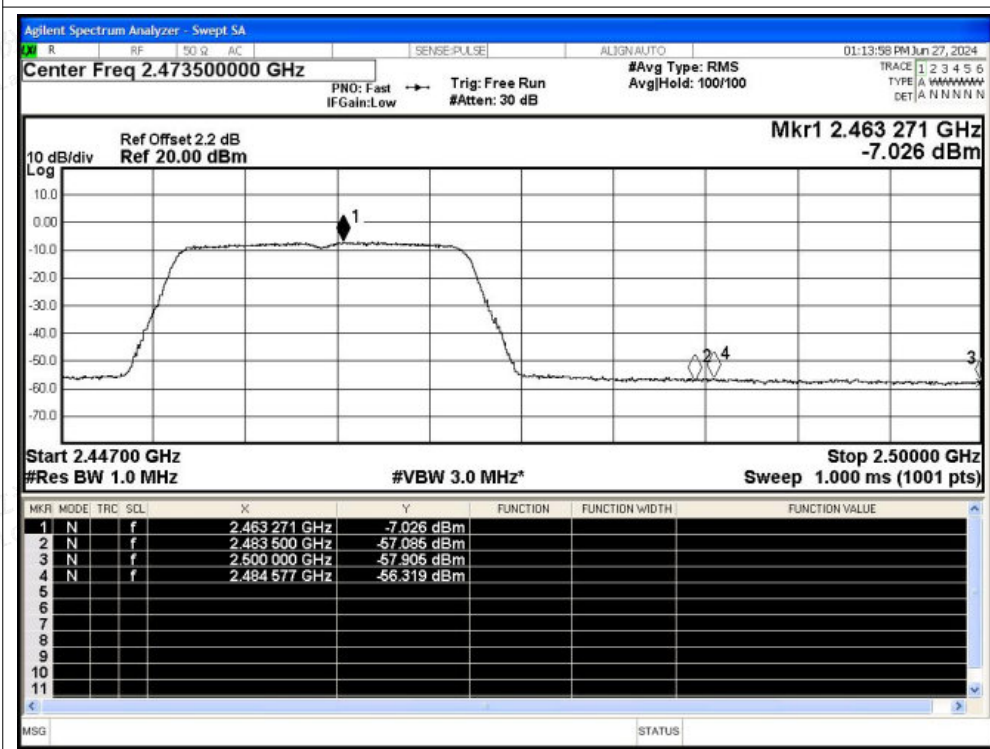 Agilent Spectrum Analyzer - Swept SA
LXI R RF 50 Ω AC SENSE:PULSE ALIGN AUTO 01:13:58 PM Jun 27, 2024
Center Freq 2.473500000 GHz
PNO: Fast
IFGain:Low
Trig: Free Run
#Atten: 30 dB
#Avg Type: RMS
Avg|Hold: 100/100
TRACE 1 2 3 4 5 6
TYPE A WWWWW
DET A N N N N N
Ref Offset 2.2 dB
10 dB/div Ref 20.00 dBm
Log
Mkr1 2.463 271 GHz
-7.026 dBm
10.0
0.00
-10.0
-20.0
-30.0
-40.0
-50.0
-60.0
-70.0
1
2 4
3
Start 2.44700 GHz Stop 2.50000 GHz
#Res BW 1.0 MHz #VBW 3.0 MHz* Sweep 1.000 ms (1001 pts)
MKR MODE TRC SCL X Y FUNCTION FUNCTION WIDTH FUNCTION VALUE
1 N f 2.463 271 GHz -7.026 dBm
2 N f 2.483 500 GHz -57.085 dBm
3 N f 2.500 000 GHz -57.905 dBm
4 N f 2.484 577 GHz -56.319 dBm
5
6
7
8
9
10
11
MSG STATUS